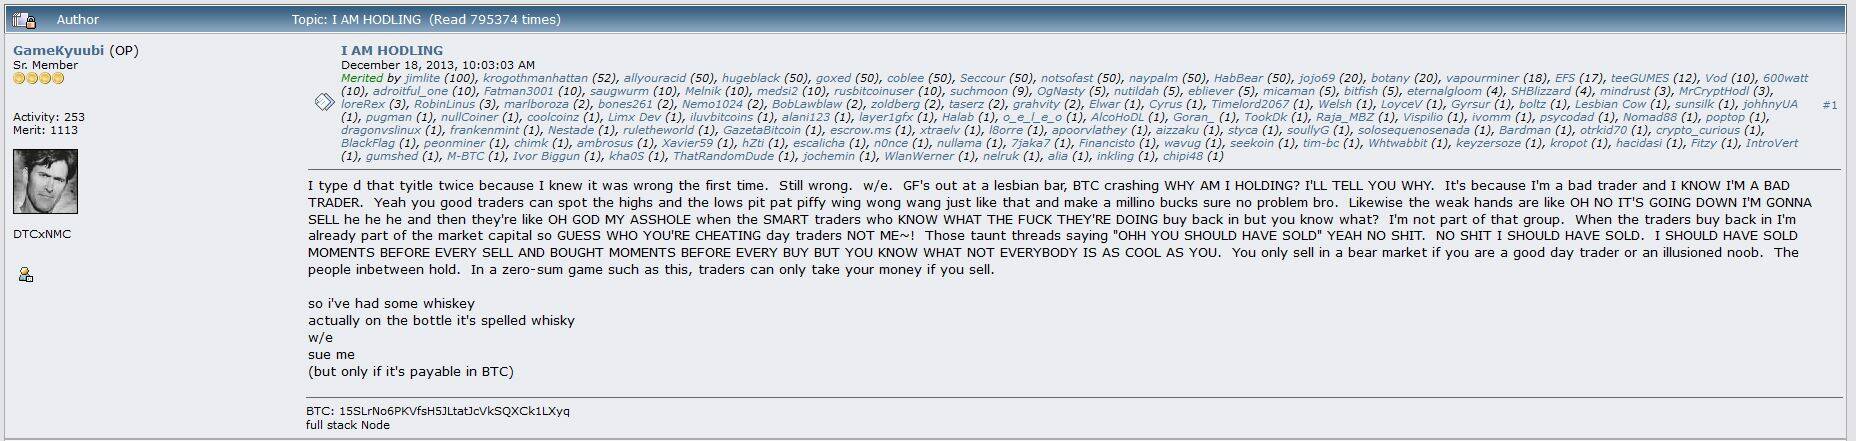 Author
Topic: I AM HODLING (Read 795374 times)
GameKyuubi (OP)
Sr. Member
Activity: 253
Merit: 1113
DTCxNMC
I AM HODLING
December 18, 2013, 10:03:03 AM
Merited by jimlite (100), krogothmanhattan (52), allyouracid (50), hugeblack (50), goxed (50), coblee (50), Seccour (50), notsofast (50), naypalm (50), HabBear (50), jojo69 (20), botany (20), vapourminer (18), EFS (17), teeGUMES (12), Vod (10), 600watt
(10), adroitful_one (10), Fatman3001 (10), saugwurm (10), Melnik (10), medsi2 (10), rusbitcoinuser (10), suchmoon (9), OgNasty (5), nutildah (5), ebliever (5), micaman (5), bitfish (5), eternalgloom (4), SHBlizzard (4), mindrust (3), MrCryptHodl (3),
loreRex (3), RobinLinus (3), marlboroza (2), bones261 (2), Nemo1024 (2), BobLawblaw (2), zoldberg (2), taserz (2), grahvity (2), Elwar (1), Cyrus (1), Timelord2067 (1), Welsh (1), LoyceV (1), Gyrsur (1), boltz (1), Lesbian Cow (1), sunsilk (1), johhnyUA
#1
(1), pugman (1), nullCoiner (1), coolcoinz (1), Limx Dev (1), iluvbitcoins (1), alani123 (1), layer1gfx (1), Halab (1), o_e_l_e_o (1), AlcoHoDL (1), Goran_ (1), TookDk (1), Raja_MBZ (1), Vispilio (1), ivomm (1), psycodad (1), Nomad88 (1), poptop (1),
dragonvslinux (1), frankenmint (1), Nestade (1), ruletheworld (1), GazetaBitcoin (1), escrow.ms (1), xtraelv (1), l8orre (1), apoorvlathey (1), aizzaku (1), styca (1), soullyG (1), solosequenosenada (1), Bardman (1), otrkid70 (1), crypto_curious (1),
BlackFlag (1), peonminer (1), chimk (1), ambrosus (1), Xavier59 (1), hZti (1), escalicha (1), n0nce (1), nullama (1), 7jaka7 (1), Financisto (1), wavug (1), seekoin (1), tim-bc (1), Whtwabbit (1), keyzersoze (1), kropot (1), hacidasi (1), Fitzy (1), IntroVert
(1), gumshed (1), M-BTC (1), Ivor Biggun (1), kha0S (1), ThatRandomDude (1), jochemin (1), WlanWerner (1), nelruk (1), alia (1), inkling (1), chipi48 (1)
I type d that tyitle twice because I knew it was wrong the first time. Still wrong. w/e. GF's out at a lesbian bar, BTC crashing WHY AM I HOLDING? I'LL TELL YOU WHY. It's because I'm a bad trader and I KNOW I'M A BAD
TRADER. Yeah you good traders can spot the highs and the lows pit pat piffy wing wong wang just like that and make a millino bucks sure no problem bro. Likewise the weak hands are like OH NO IT'S GOING DOWN I'M GONNA
SELL he he he and then they're like OH GOD MY ASSHOLE when the SMART traders who KNOW WHAT THE FUCK THEY'RE DOING buy back in but you know what? I'm not part of that group. When the traders buy back in I'm
already part of the market capital so GUESS WHO YOU'RE CHEATING day traders NOT ME~! Those taunt threads saying "OHH YOU SHOULD HAVE SOLD" YEAH NO SHIT. NO SHIT I SHOULD HAVE SOLD. I SHOULD HAVE SOLD
MOMENTS BEFORE EVERY SELL AND BOUGHT MOMENTS BEFORE EVERY BUY BUT YOU KNOW WHAT NOT EVERYBODY IS AS COOL AS YOU. You only sell in a bear market if you are a good day trader or an illusioned noob. The
people inbetween hold. In a zero-sum game such as this, traders can only take your money if you sell.
so i've had some whiskey
actually on the bottle it's spelled whisky
w/e
sue me
(but only if it's payable in BTC)
BTC: 15SLrNo6PKVfsH5JLtatJcVkSQXCk1LXyq
full stack Node